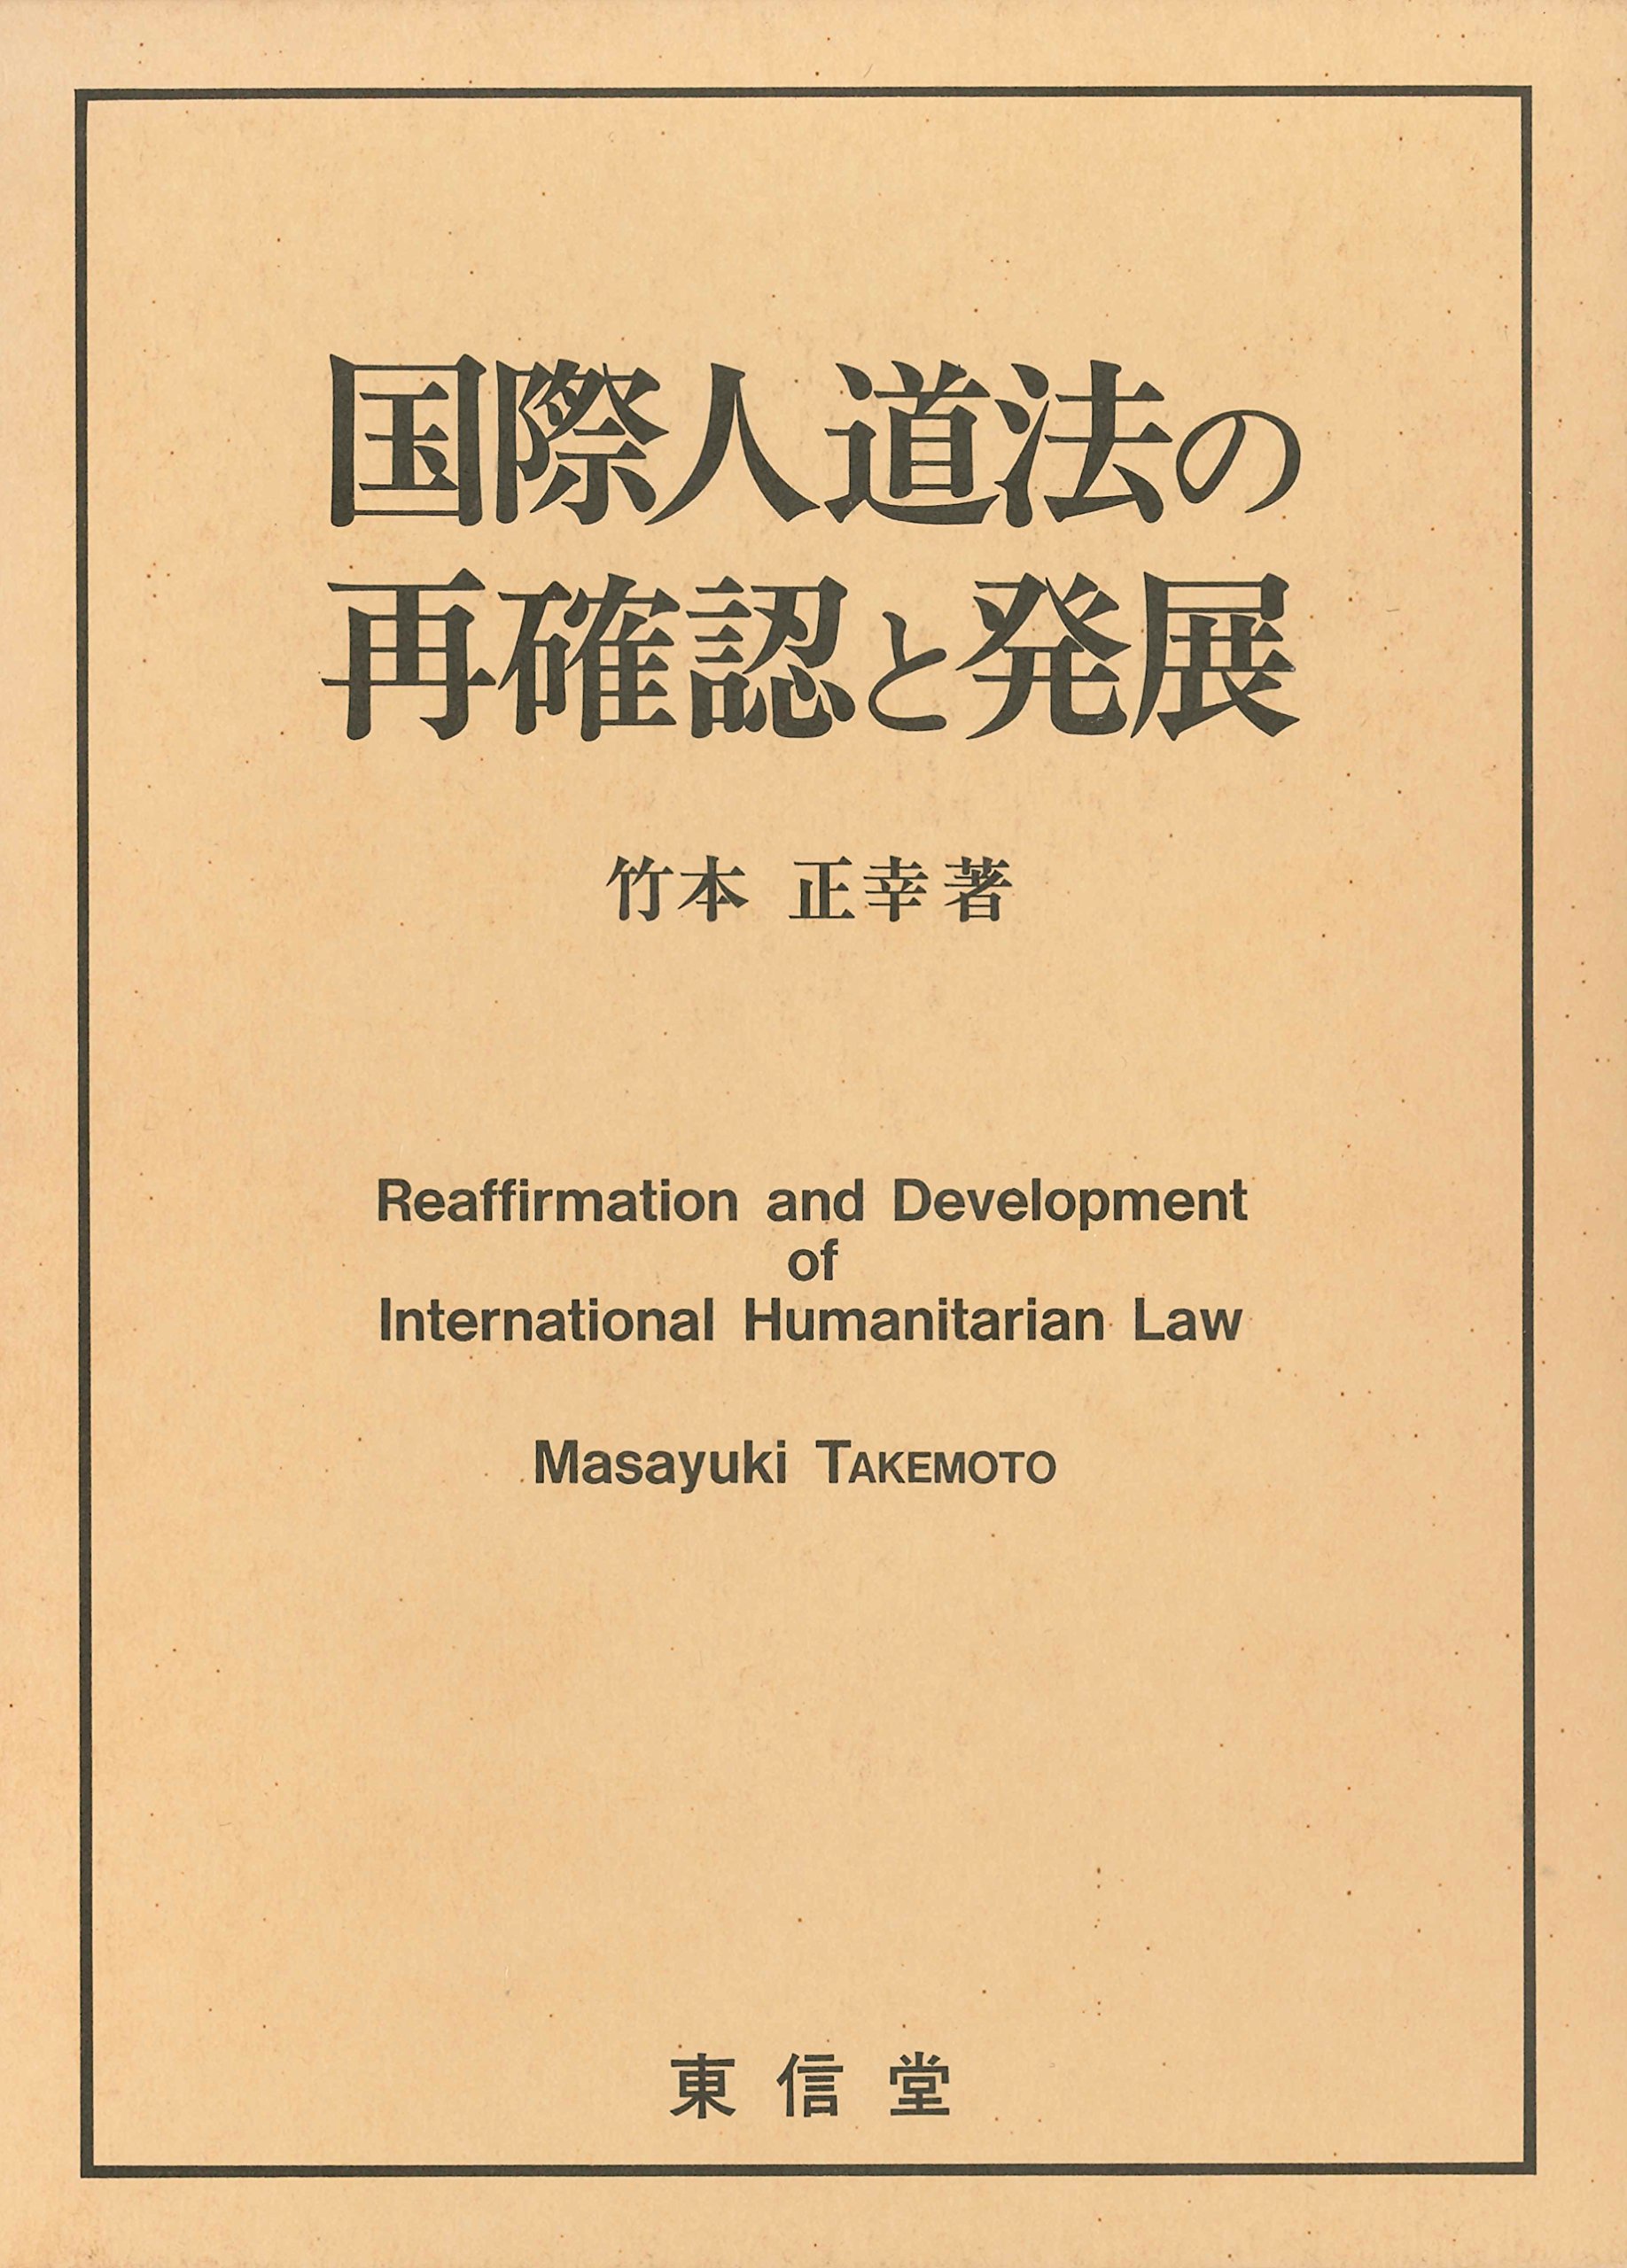 国際人道法の
再確認と発展
竹本 正幸著
Reaffirmation and Development
of
International Humanitarian Law
Masayuki TAKEMOTO
東信堂